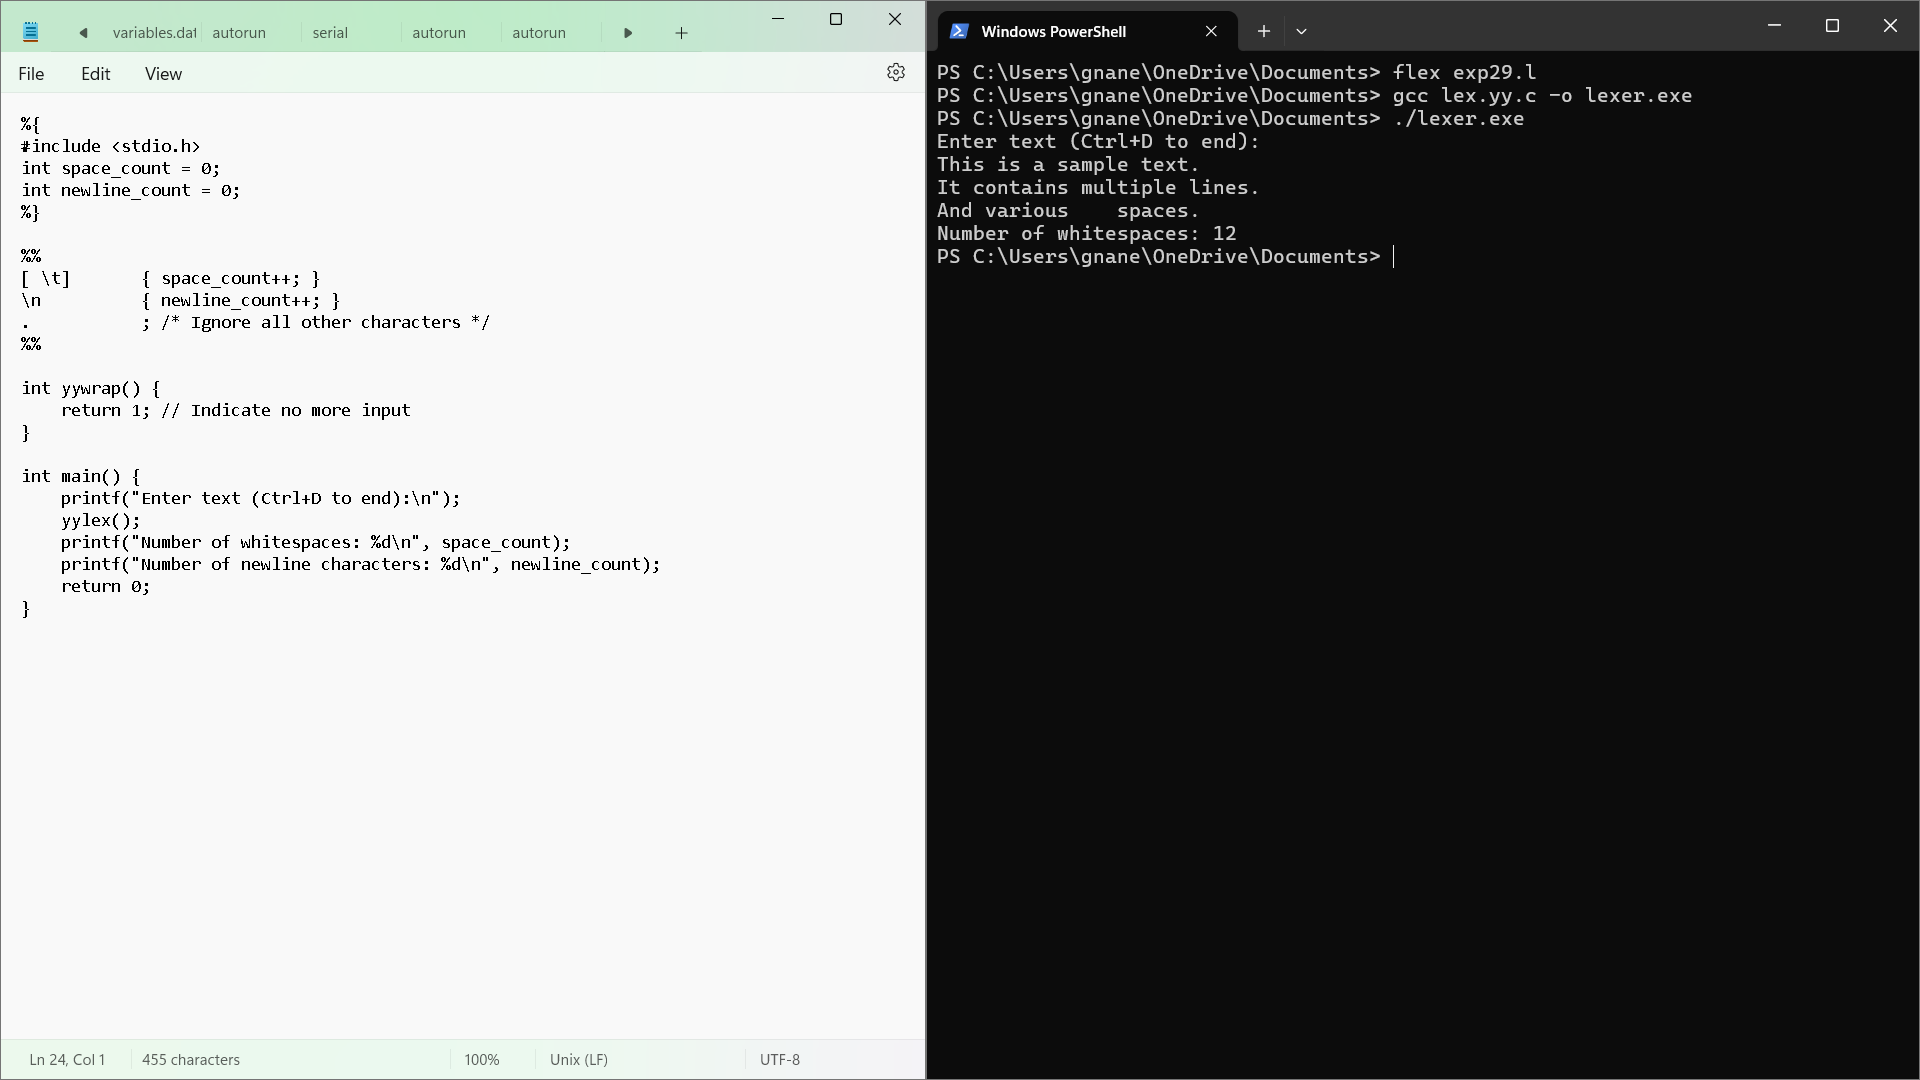 variables.dat autorun serial autorun autorun
File Edit View
%{
#include <stdio.h>
int space_count = 0;
int newline_count = 0;
%}
%%
[ \t]       { space_count++; }
\n          { newline_count++; }
.           ; /* Ignore all other characters */
%%
int yywrap() {
    return 1; // Indicate no more input
}
int main() {
    printf("Enter text (Ctrl+D to end):\n");
    yylex();
    printf("Number of whitespaces: %d\n", space_count);
    printf("Number of newline characters: %d\n", newline_count);
    return 0;
}
Ln 24, Col 1 455 characters 100% Unix (LF) UTF-8
Windows PowerShell
PS C:\Users\gnane\OneDrive\Documents> flex exp29.l
PS C:\Users\gnane\OneDrive\Documents> gcc lex.yy.c -o lexer.exe
PS C:\Users\gnane\OneDrive\Documents> ./lexer.exe
Enter text (Ctrl+D to end):
This is a sample text.
It contains multiple lines.
And various    spaces.
Number of whitespaces: 12
PS C:\Users\gnane\OneDrive\Documents>